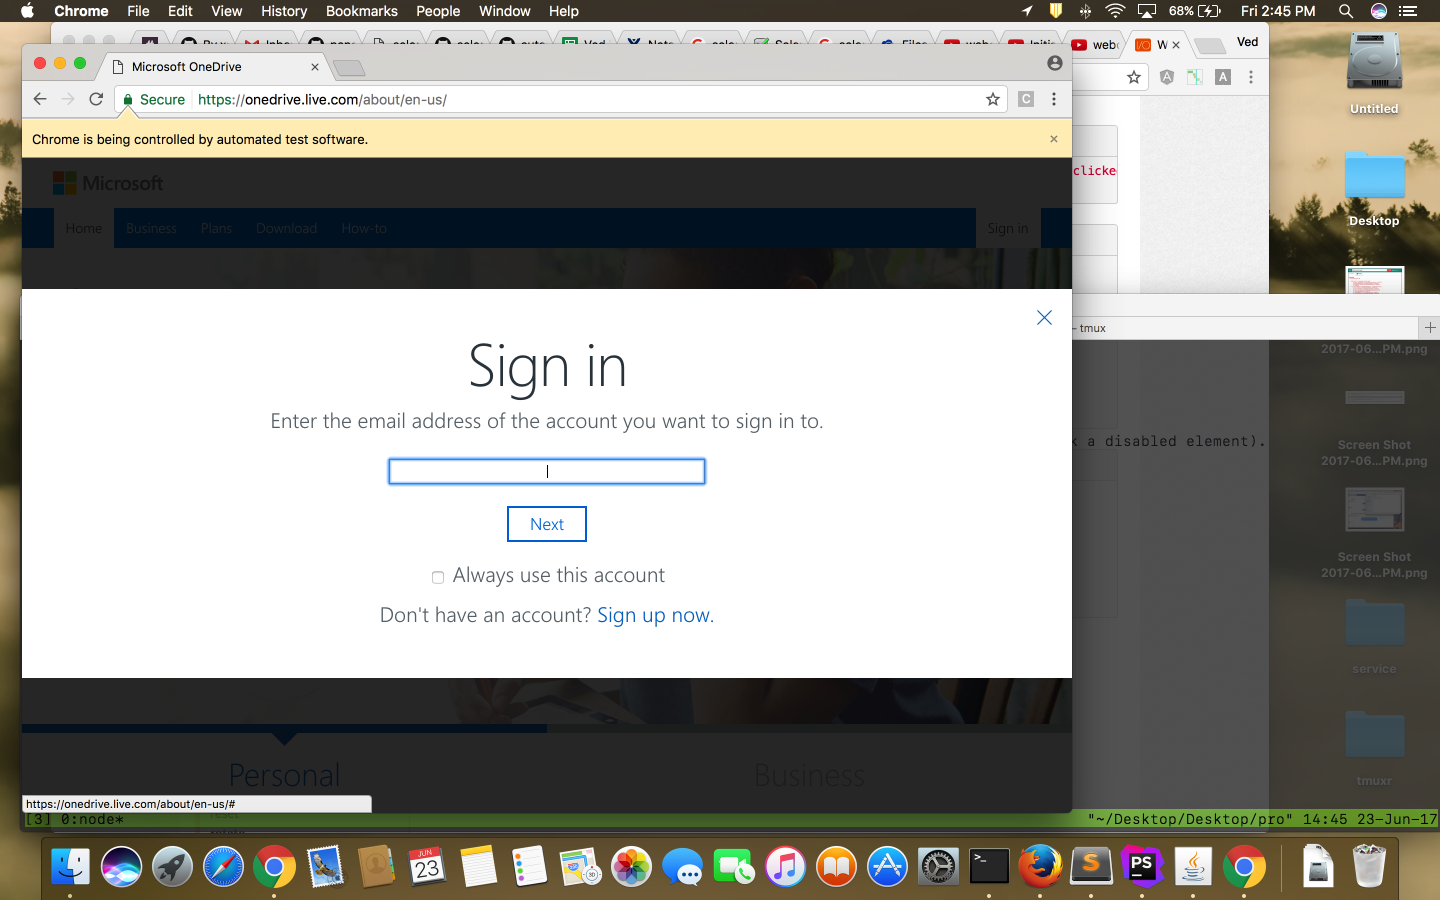 Chrome File Edit View History Bookmarks People Window Help
68% Fri 2:45 PM
Ved
Microsoft OneDrive
Secure https://onedrive.live.com/about/en-us/
C
A
Chrome is being controlled by automated test software.
Microsoft
Home Business Plans Download How-to Sign in
clicked
Untitled
Desktop
tmux
Sign in
Enter the email address of the account you want to sign in to.
Next
Always use this account
Don't have an account? Sign up now.
2017-06...PM.png
k a disabled element).
Screen Shot
2017-06...PM.png
Screen Shot
2017-06...PM.png
service
tmuxr
Personal
Business
https://onedrive.live.com/about/en-us/#
[3] 0:node*
"~/Desktop/Desktop/pro" 14:45 23-Jun-17
JUN
23
PS